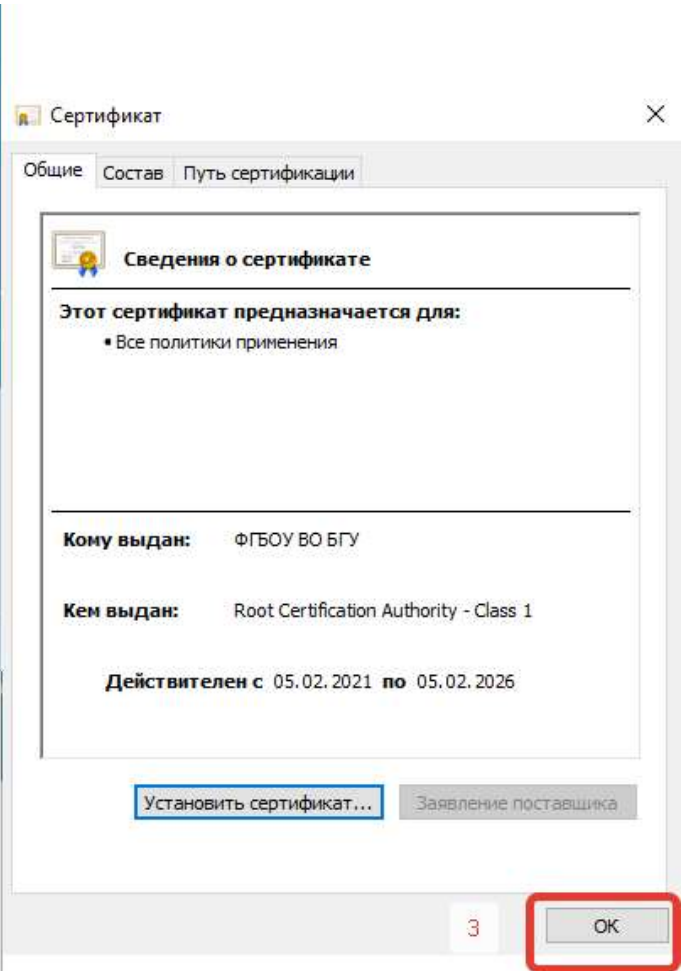 Сертификат
Общие Состав Путь сертификации
Сведения о сертификате
Этот сертификат предназначается для:
• Все политики применения
Кому выдан: ФГБОУ ВО БГУ
Кем выдан: Root Certification Authority - Class 1
Действителен с 05.02.2021 по 05.02.2026
Установить сертификат... Заявление поставщика
3 ОК